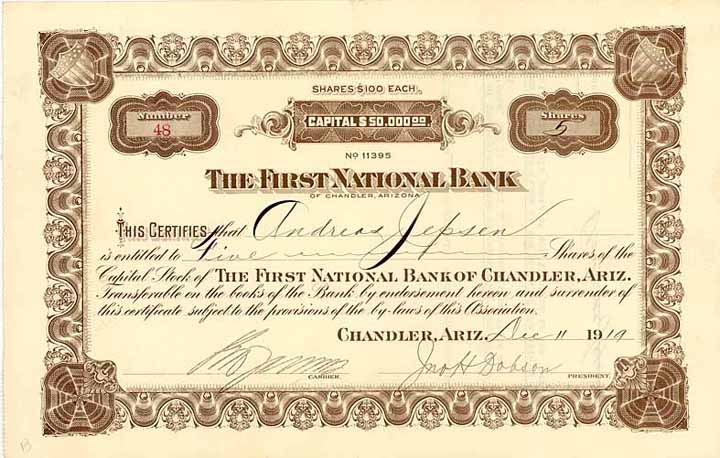 SHARES $100 EACH
Number
48
CAPITAL $50,000.00
Shares
5
No 11395
THE FIRST NATIONAL BANK
OF CHANDLER, ARIZONA
THIS CERTIFIES that Andreas Jepsen
is entitled to Five Shares of the
Capital Stock of THE FIRST NATIONAL BANK OF CHANDLER, ARIZ.
Transferable on the books of the Bank by endorsement hereon and surrender of
this certificate subject to the provisions of the by-laws of this Association.
CHANDLER, ARIZ. Dec 11 1919
Jno H Dobson
CASHIER. PRESIDENT.